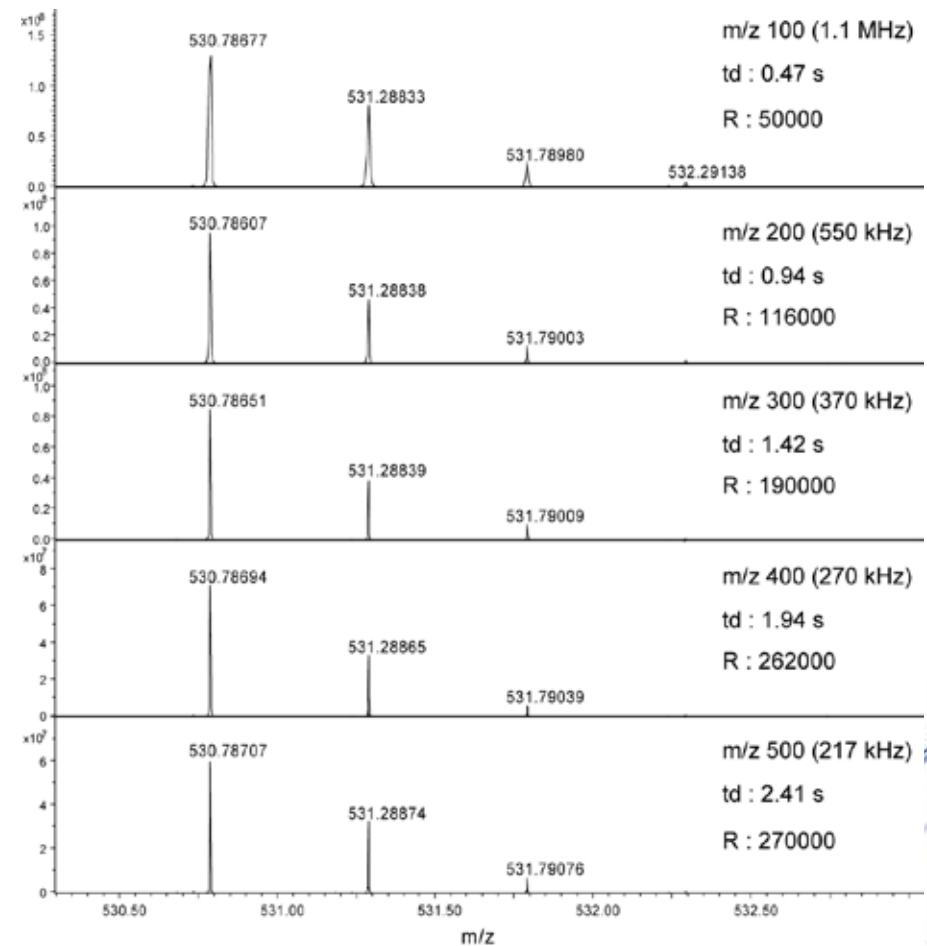 x10⁸
1.5
1.0
0.5
0.0
530.78677
531.28833
531.78980
532.29138
m/z 100 (1.1 MHz)
td : 0.47 s
R : 50000
x10⁸
1.0
0.8
0.6
0.4
0.2
0.0
530.78607
531.28838
531.79003
m/z 200 (550 kHz)
td : 0.94 s
R : 116000
x10⁸
1.0
0.8
0.6
0.4
0.2
0.0
530.78651
531.28839
531.79009
m/z 300 (370 kHz)
td : 1.42 s
R : 190000
x10⁷
8
6
4
2
0
530.78694
531.28865
531.79039
m/z 400 (270 kHz)
td : 1.94 s
R : 262000
x10⁷
6
4
2
0
530.78707
531.28874
531.79076
m/z 500 (217 kHz)
td : 2.41 s
R : 270000
530.50 531.00 531.50 532.00 532.50
m/z